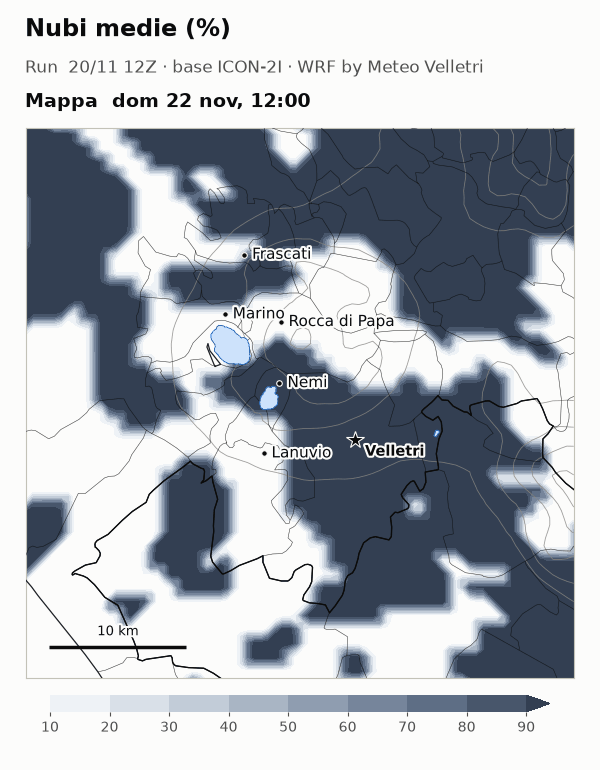 Nubi medie (%)
Run 20/11 12Z · base ICON-2I · WRF by Meteo Velletri
Mappa dom 22 nov, 12:00
Frascati
Marino
Rocca di Papa
Nemi
Velletri
Lanuvio
10 km
10 20 30 40 50 60 70 80 90